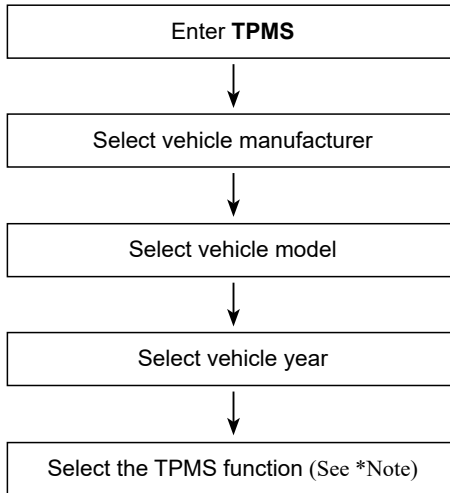 Enter TPMS
Select vehicle manufacturer
Select vehicle model
Select vehicle year
Select the TPMS function (See *Note)